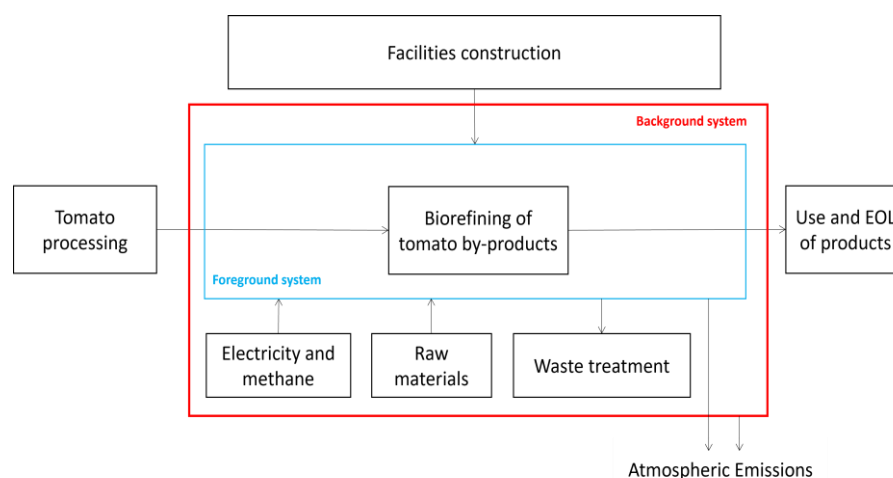 Facilities construction
Background system
Tomato
processing
Biorefining of
tomato by-products
Use and EOL
of products
Foreground system
Electricity and
methane
Raw
materials
Waste treatment
Atmospheric Emissions